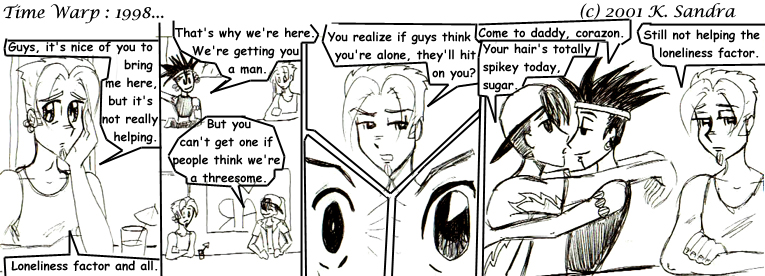 Time Warp : 1998...
(c) 2001 K. Sandra
Guys, it's nice of you to
bring
me here,
but it's
not really
helping.
Loneliness factor and all.
That's why we're here.
We're getting you
a man.
But you
can't get one if
people think we're
a threesome.
You realize if guys think
you're alone, they'll hit
on you?
Come to daddy, corazon.
Your hair's totally
spikey today,
sugar.
Still not helping the
loneliness factor.